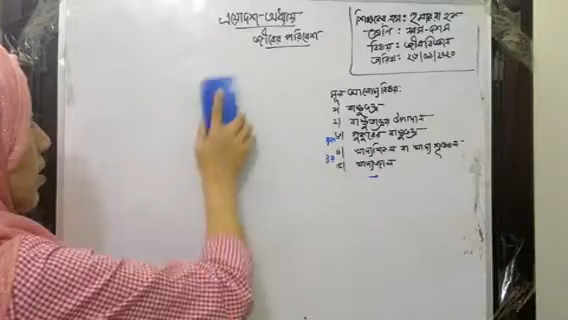 ত্রয়োদশ-অধ্যায়
জীবের পরিবেশ
শিক্ষকের নাম:
শ্রেণি: নবম-দশম
বিষয়: জীববিজ্ঞান
তারিখ:
মূল আলোচ্য বিষয়:
১) বাস্তুতন্ত্র
২) বাস্তুতন্ত্রের উপাদান
৩) পুকুরের বাস্তুতন্ত্র
৪) খাদ্যশিকল বা খাদ্য শৃঙ্খল
৫) খাদ্যজাল